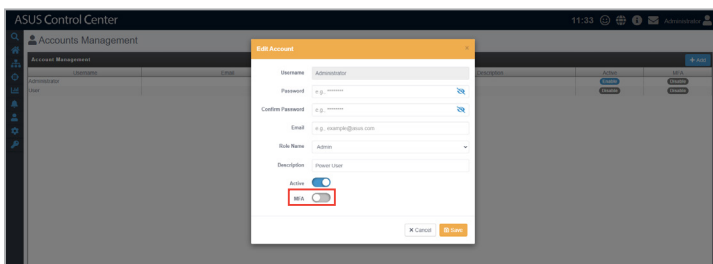 ASUS Control Center
11:33
Administrator
Accounts Management
Account Management
+ Add
Username Email Description Active MFA
Administrator Enable Disable
User Disable Disable
Edit Account ×
Username Administrator
Password e.g., ********
Confirm Password e.g., ********
Email e.g., example@asus.com
Role Name Admin
Description Power User
Active
MFA
× Cancel Save